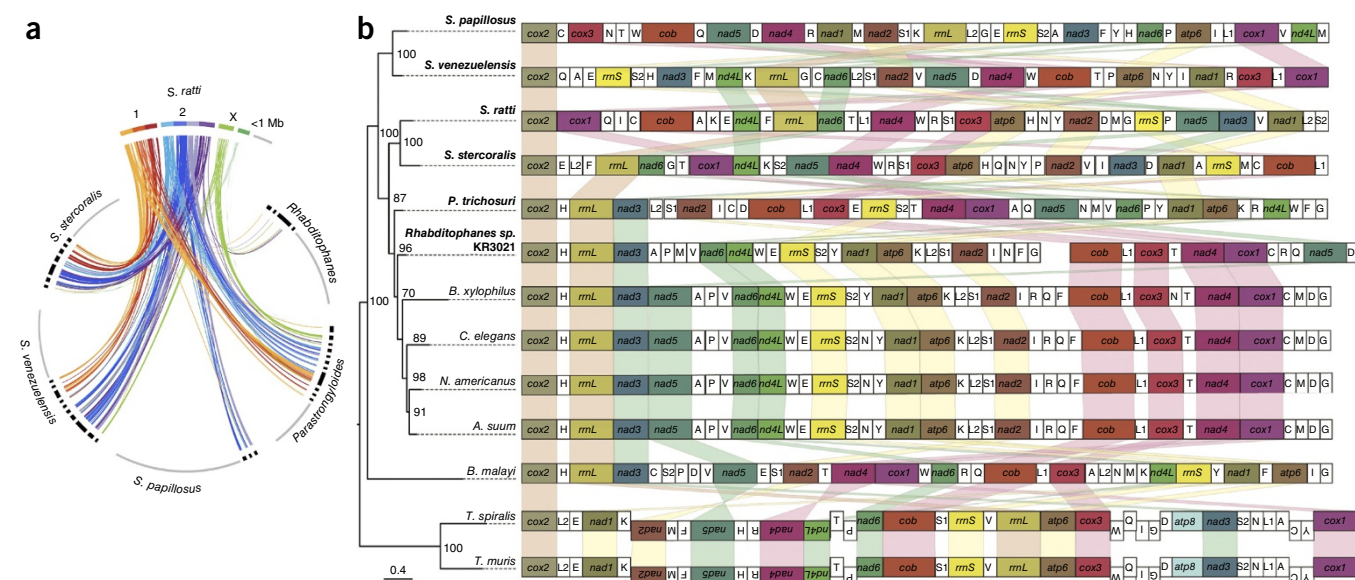 a
b
S. ratti
1
2
X
<1 Mb
S. stercoralis
Rhabditophanes
S. venezuelensis
Parastrongyloides
S. papillosus
S. papillosus
cox2 C cox3 N T W cob Q nad5 D nad4 R nad1 M nad2 S1 K rrnL L2 G E rrnS S2 A nad3 F Y H nad6 P atp6 I L1 cox1 V nd4L M
100
S. venezuelensis
cox2 Q A E rrnS S2 H nad3 F M nd4L K rrnL G C nad6 L2 S1 nad2 V nad5 D nad4 W cob T P atp6 N Y I nad1 R cox3 L1 cox1
S. ratti
cox2 cox1 Q I C cob A K E nd4L F rrnL nad6 T L1 nad4 W R S1 cox3 atp6 H N Y nad2 D M G rrnS P nad5 nad3 V nad1 L2 S2
100
100
S. stercoralis
cox2 E L2 F rrnL nad6 G T cox1 nd4L K S2 nad5 nad4 W R S1 cox3 atp6 H Q N Y P nad2 V I nad3 D nad1 A rrnS M C cob L1
87
P. trichosuri
cox2 H rrnL nad3 L2 S1 nad2 I C D cob L1 cox3 E rrnS S2 T nad4 cox1 A Q nad5 N M V nad6 P Y nad1 atp6 K R nd4L W F G
Rhabditophanes sp.
KR3021
96
cox2 H rrnL nad3 A P M V nad6 nd4L W E rrnS S2 Y nad1 atp6 K L2 S1 nad2 I N F G cob L1 cox3 T nad4 cox1 C R Q nad5 D
70
B. xylophilus
cox2 H rrnL nad3 nad5 A P V nad6 nd4L W E rrnS S2 Y nad1 atp6 K L2 S1 nad2 I R Q F cob L1 cox3 N T nad4 cox1 C M D G
100
89
C. elegans
cox2 H rrnL nad3 nad5 A P V nad6 nd4L W E rrnS S2 N Y nad1 atp6 K L2 S1 nad2 I R Q F cob L1 cox3 T nad4 cox1 C M D G
98
N. americanus
cox2 H rrnL nad3 nad5 A P V nad6 nd4L W E rrnS S2 N Y nad1 atp6 K L2 S1 nad2 I R Q F cob L1 cox3 T nad4 cox1 C M D G
91
A. suum
cox2 H rrnL nad3 nad5 A P V nad6 nd4L W E rrnS S2 N Y nad1 atp6 K L2 S1 nad2 I R Q F cob L1 cox3 T nad4 cox1 C M D G
B. malayi
cox2 H rrnL nad3 C S2 P D V nad5 E S1 nad2 T nad4 cox1 W nad6 R Q cob L1 cox3 A L2 N M K nd4L rrnS Y nad1 F atp6 I G
T. spiralis
cox2 L2 E nad1 K nad2 W M F nad5 H R nad4 nd4L T P nad6 cob S1 rrnS V rrnL atp6 cox3 W Q I G D atp8 nad3 S2 N L1 A C Y cox1
100
T. muris
cox2 L2 E nad1 K nad2 W M F nad5 H R nad4 nd4L T P nad6 cob S1 rrnS V rrnL atp6 cox3 W Q I G D atp8 nad3 S2 N L1 A C Y cox1
0.4